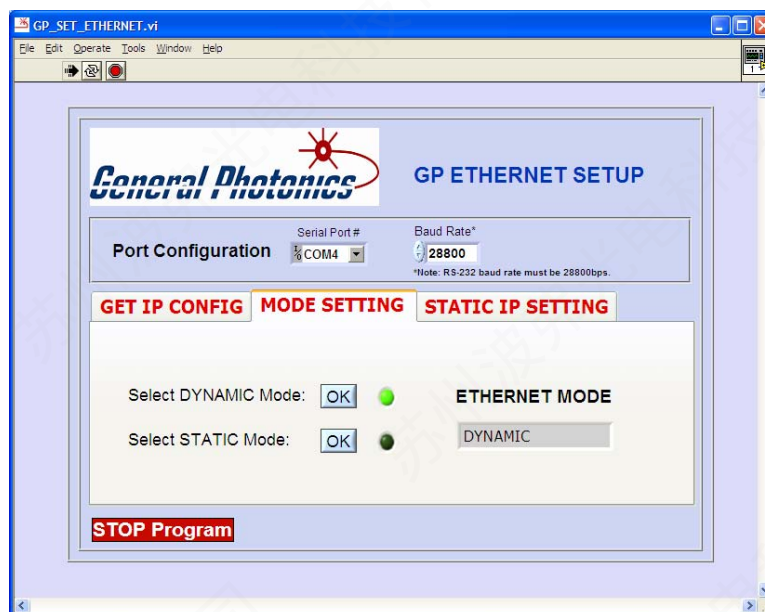 GP_SET_ETHERNET.vi
File Edit Operate Tools Window Help
1
General Photonics
GP ETHERNET SETUP
Port Configuration
Serial Port #
COM4
Baud Rate*
28800
*Note: RS-232 baud rate must be 28800bps.
GET IP CONFIG MODE SETTING STATIC IP SETTING
Select DYNAMIC Mode: OK
ETHERNET MODE
Select STATIC Mode: OK
DYNAMIC
STOP Program